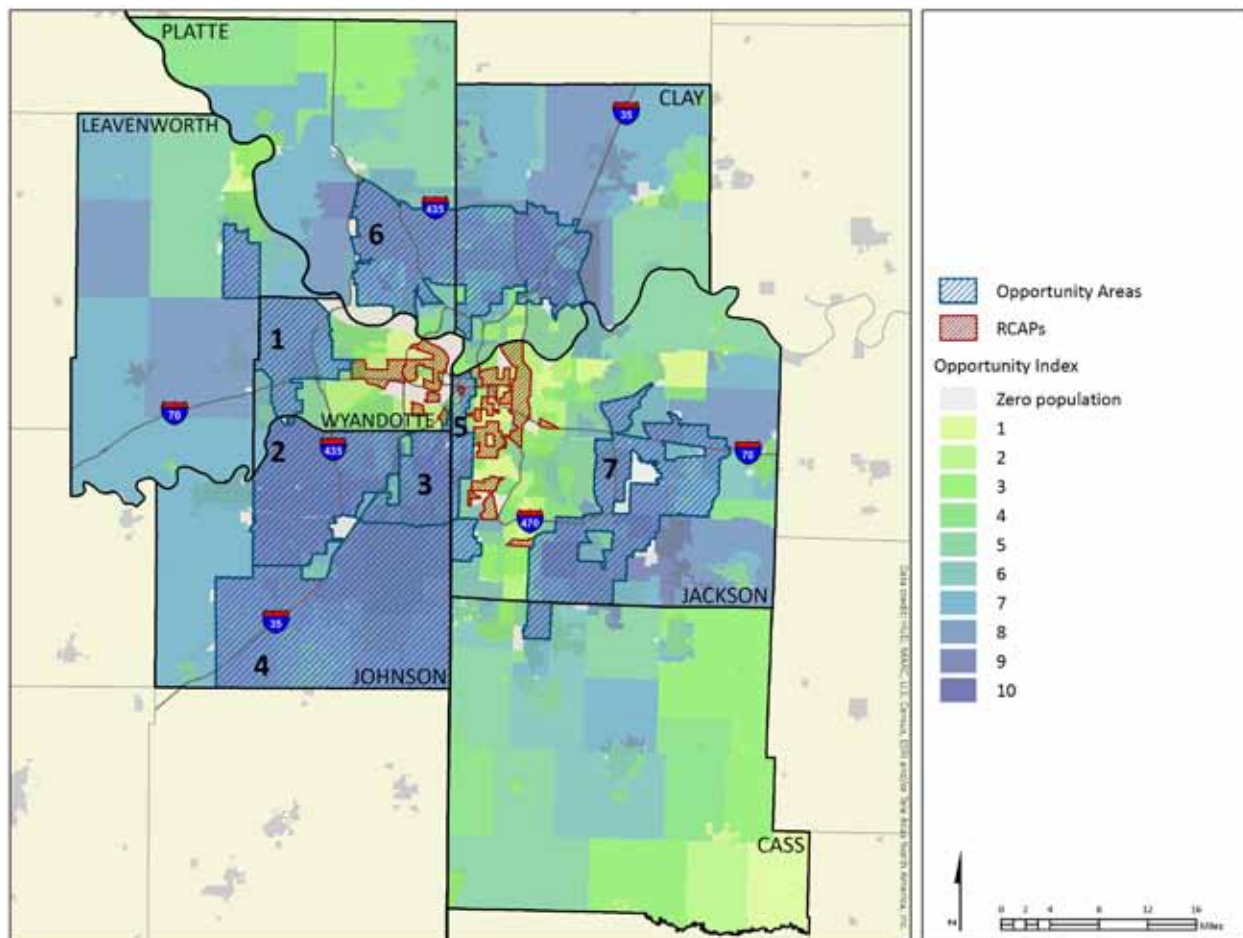 PLATTE
CLAY
35
LEAVENWORTH
435
6
1
70
WYANDOTTE
5
2
435
3
7
70
470
JACKSON
35
4
JOHNSON
CASS
Opportunity Areas
RCAPs
Opportunity Index
Zero population
1
2
3
4
5
6
7
8
9
10
0 2 4 8 12 16
Miles